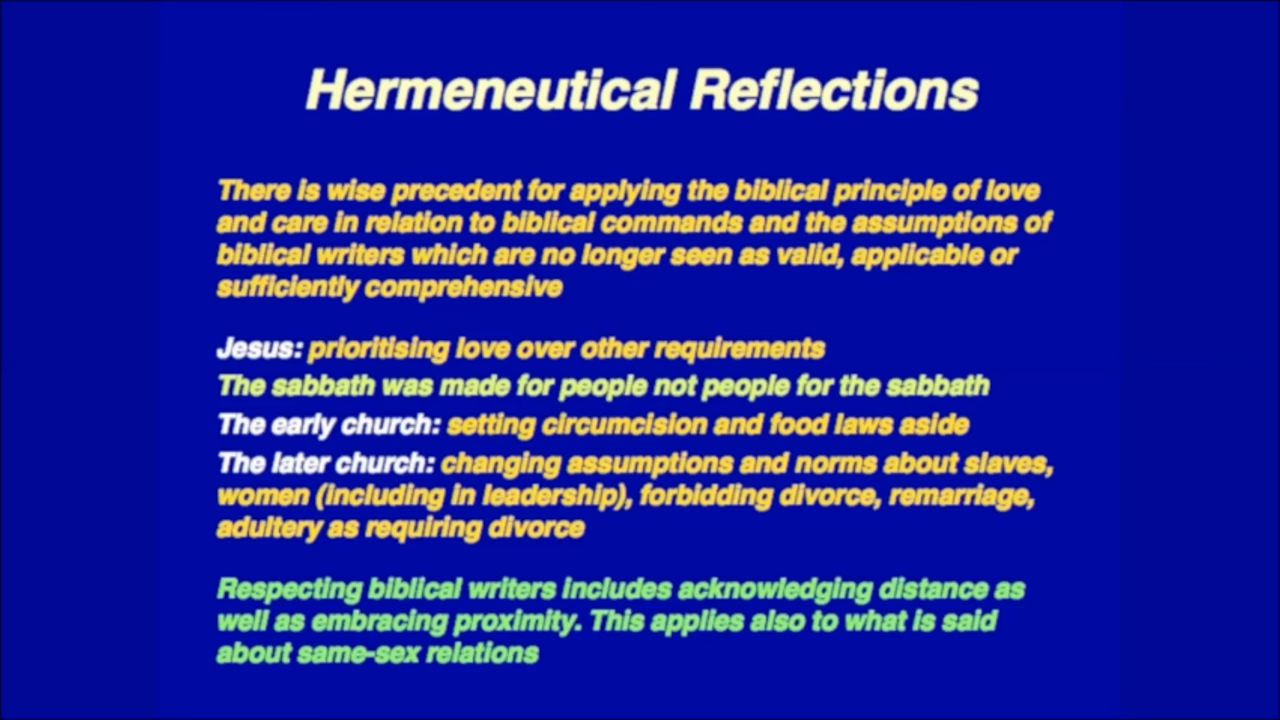 Hermeneutical Reflections
There is wise precedent for applying the biblical principle of love
and care in relation to biblical commands and the assumptions of
biblical writers which are no longer seen as valid, applicable or
sufficiently comprehensive
Jesus: prioritising love over other requirements
The sabbath was made for people not people for the sabbath
The early church: setting circumcision and food laws aside
The later church: changing assumptions and norms about slaves,
women (including in leadership), forbidding divorce, remarriage,
adultery as requiring divorce
Respecting biblical writers includes acknowledging distance as
well as embracing proximity. This applies also to what is said
about same-sex relations